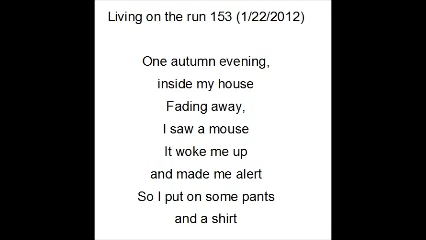 Living on the run 153 (1/22/2012)
One autumn evening,
inside my house
Fading away,
I saw a mouse
It woke me up
and made me alert
So I put on some pants
and a shirt